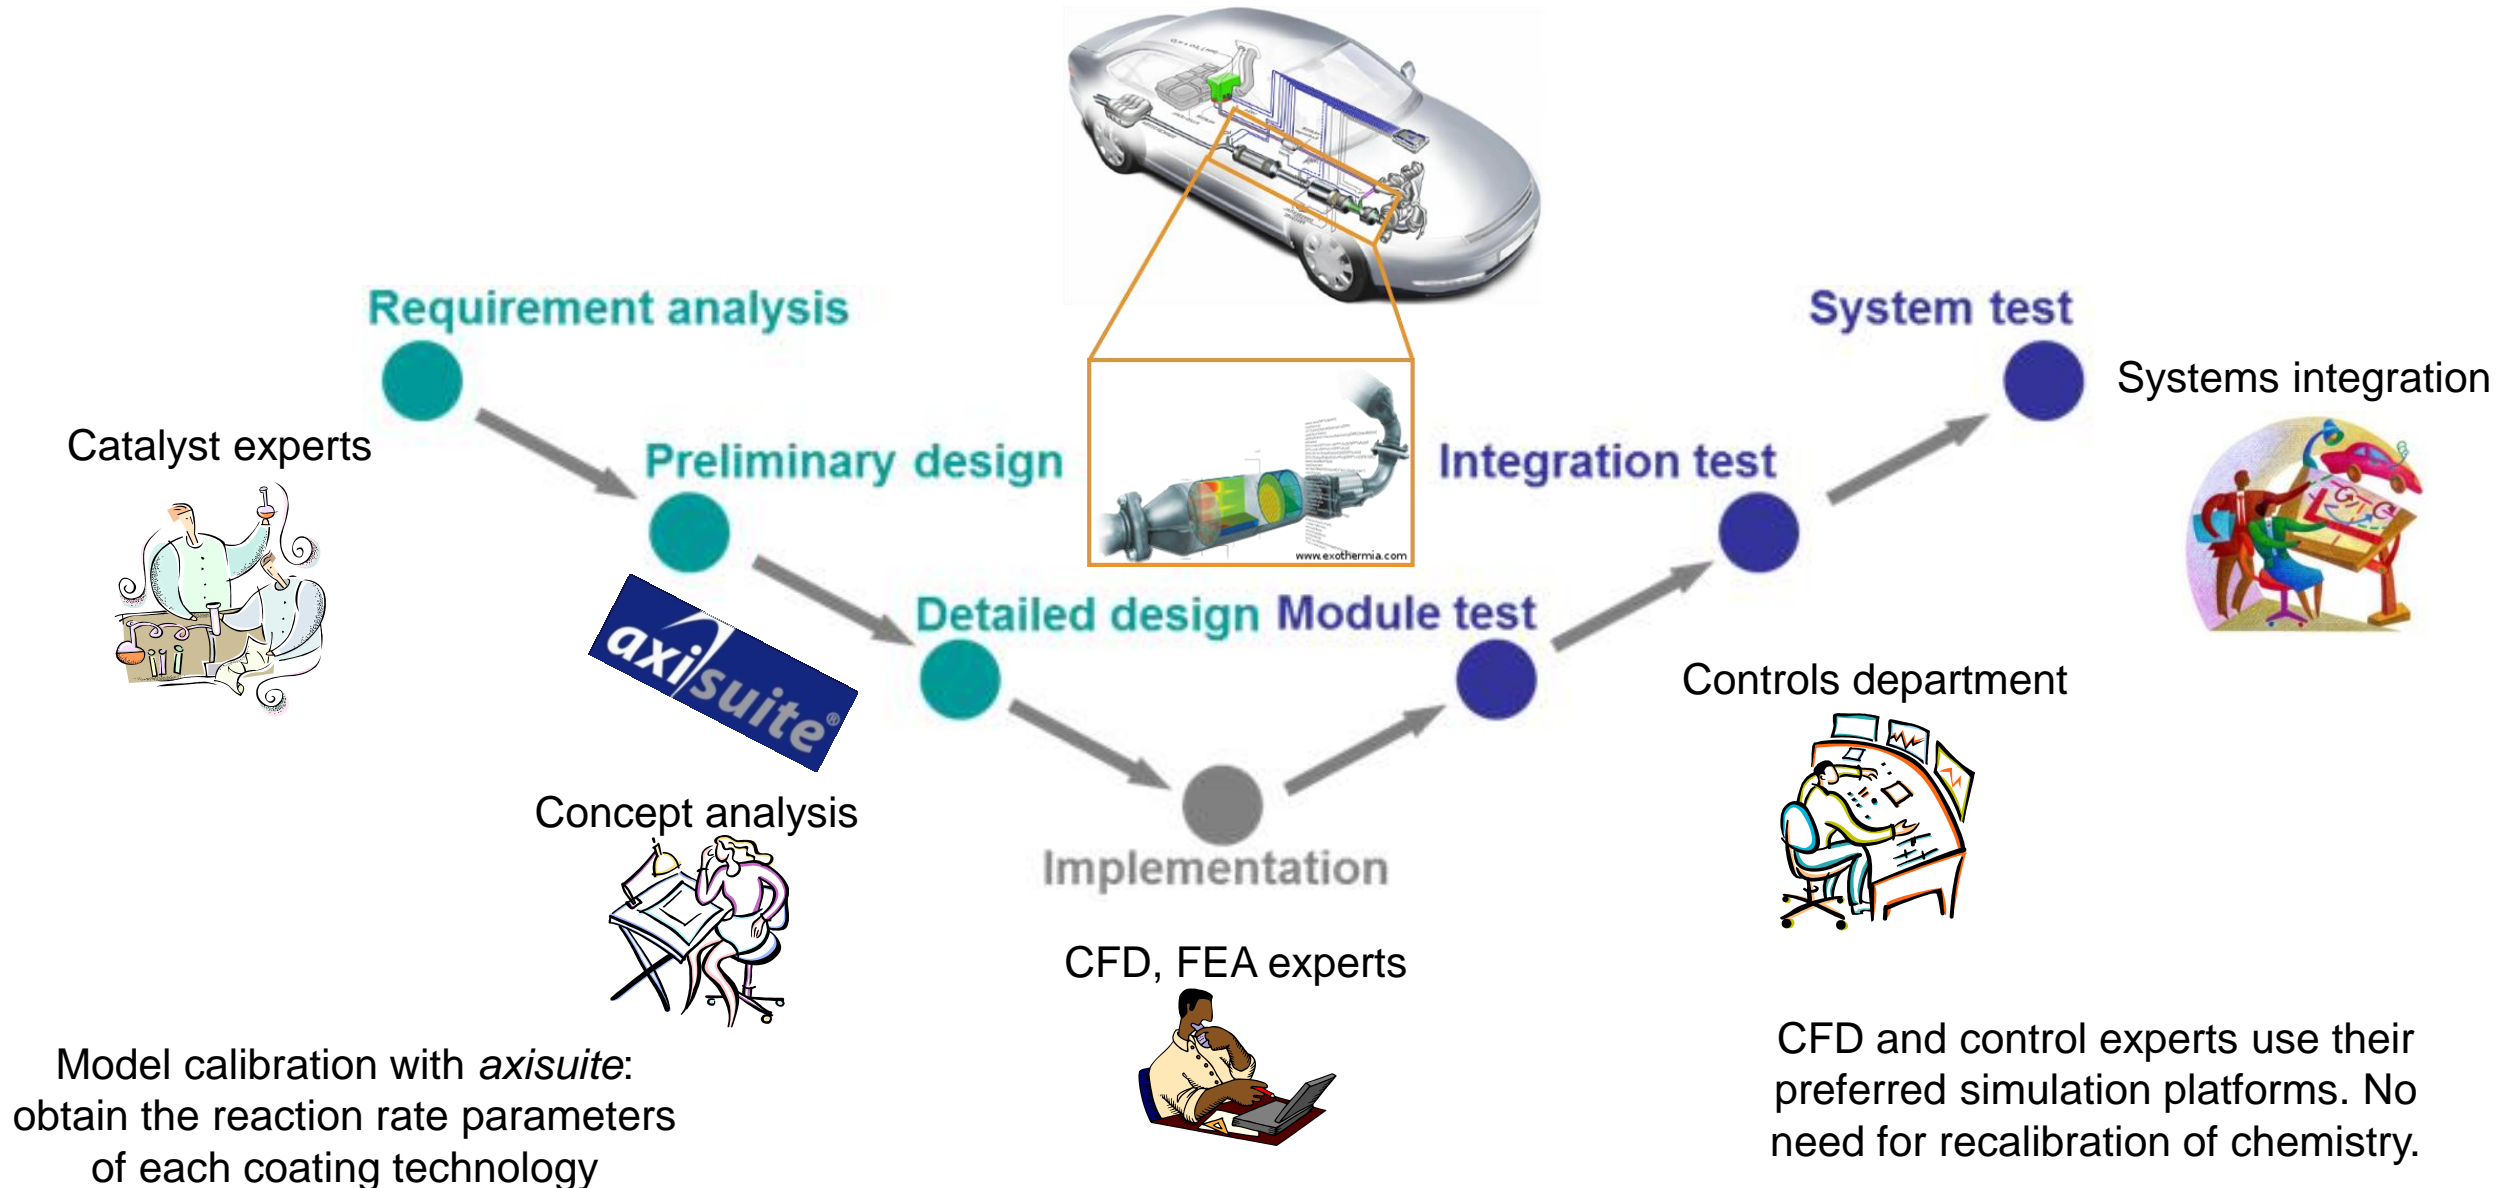 Requirement analysis
System test
Systems integration
Catalyst experts
Preliminary design
Integration test
www.exothermia.com
Detailed design
Module test
axisuite®
Controls department
Concept analysis
Implementation
CFD, FEA experts
Model calibration with axisuite:
obtain the reaction rate parameters
of each coating technology
CFD and control experts use their
preferred simulation platforms. No
need for recalibration of chemistry.